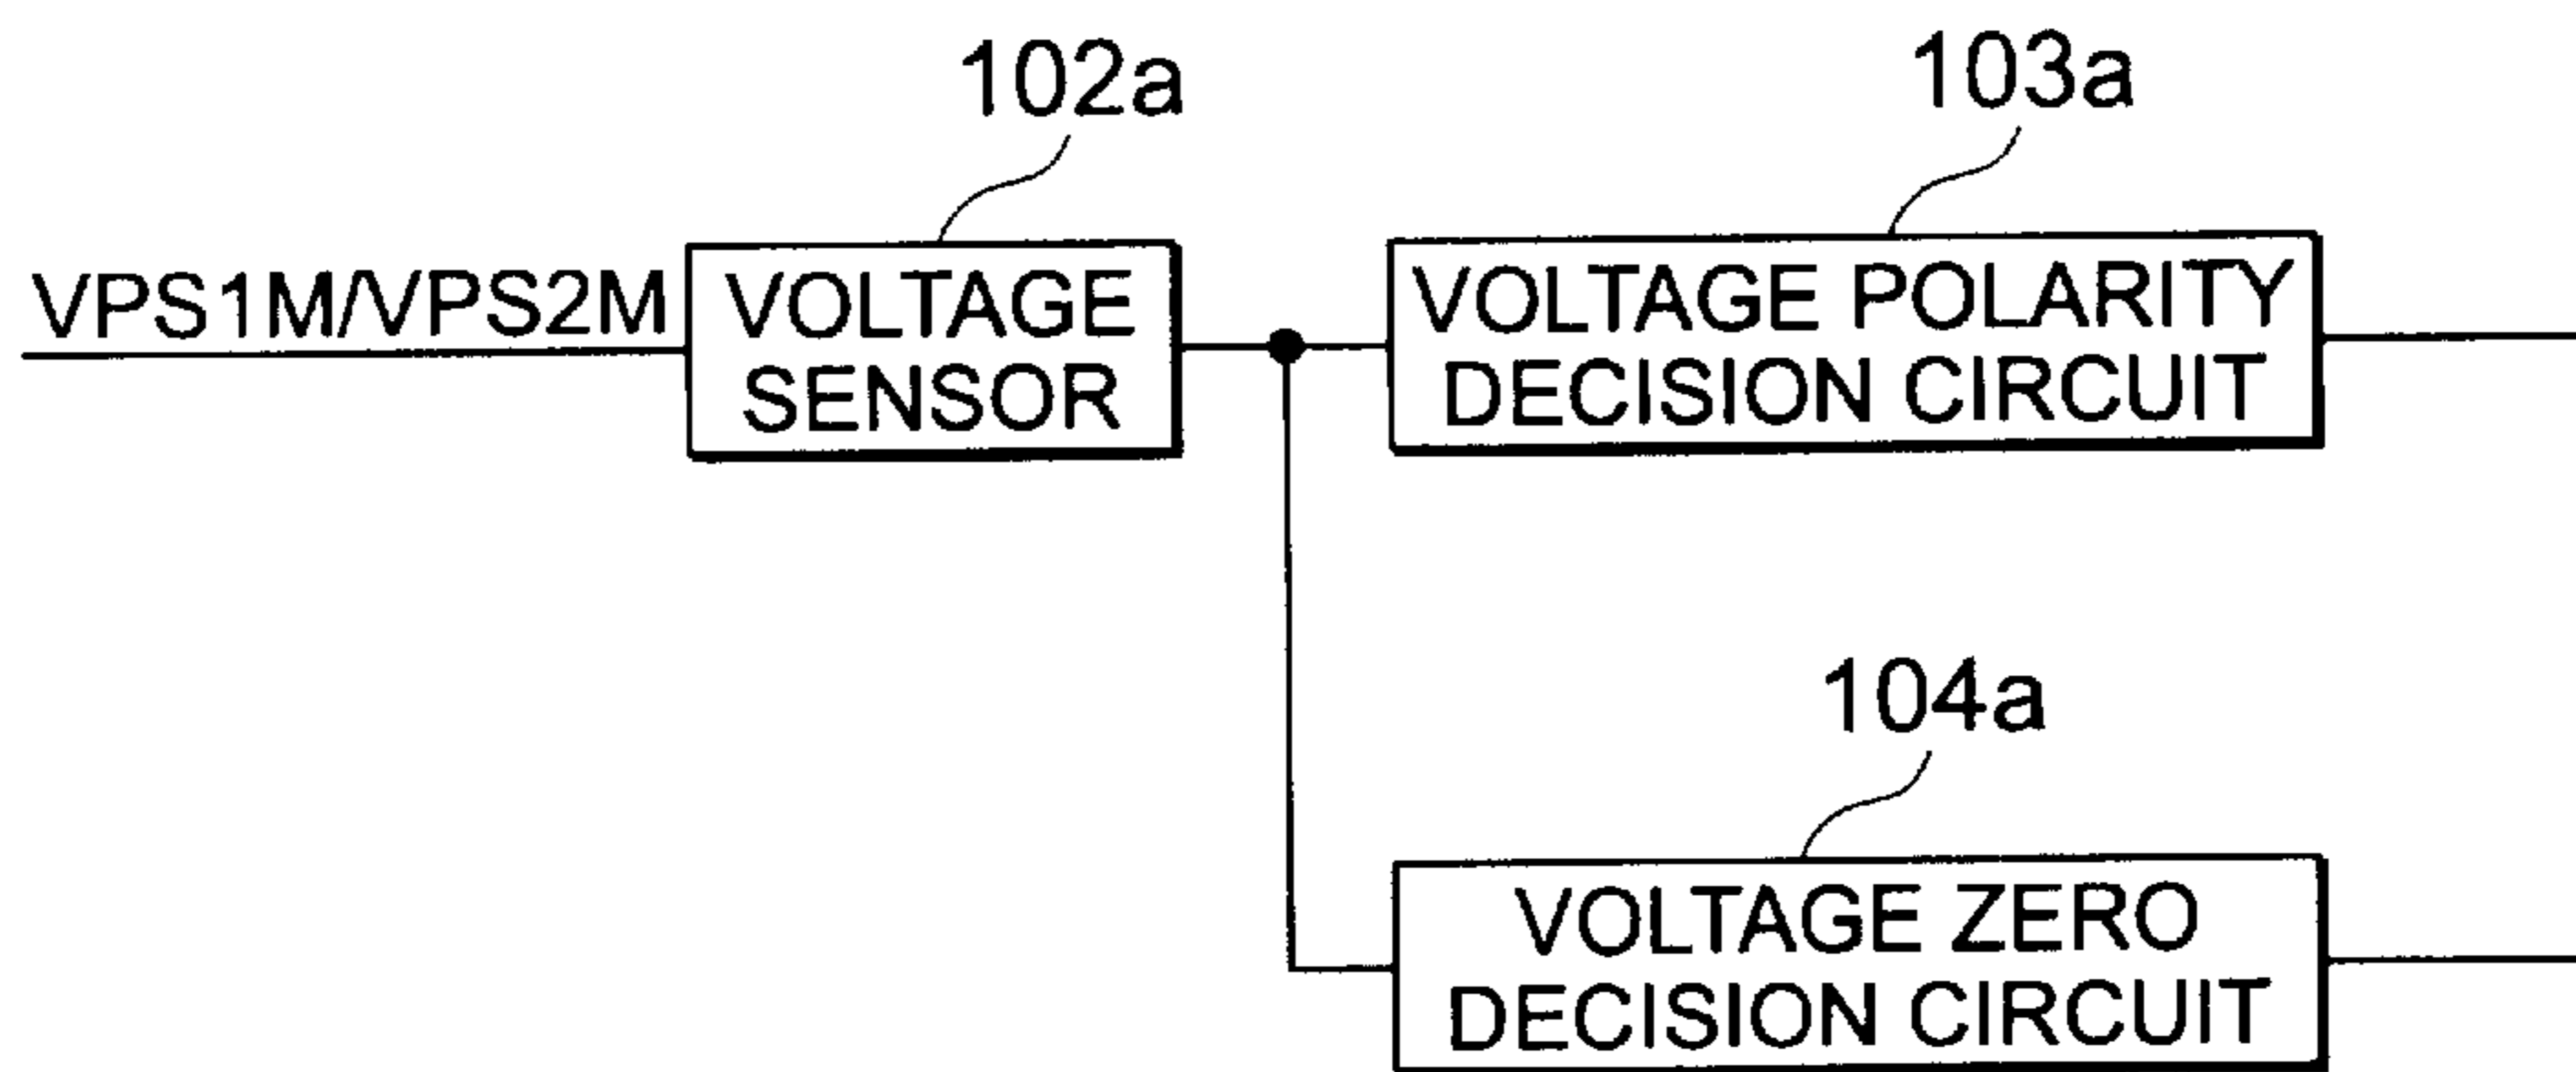 102a
103a
VPS1M/VPS2M
VOLTAGE
SENSOR
VOLTAGE POLARITY
DECISION CIRCUIT
104a
VOLTAGE ZERO
DECISION CIRCUIT